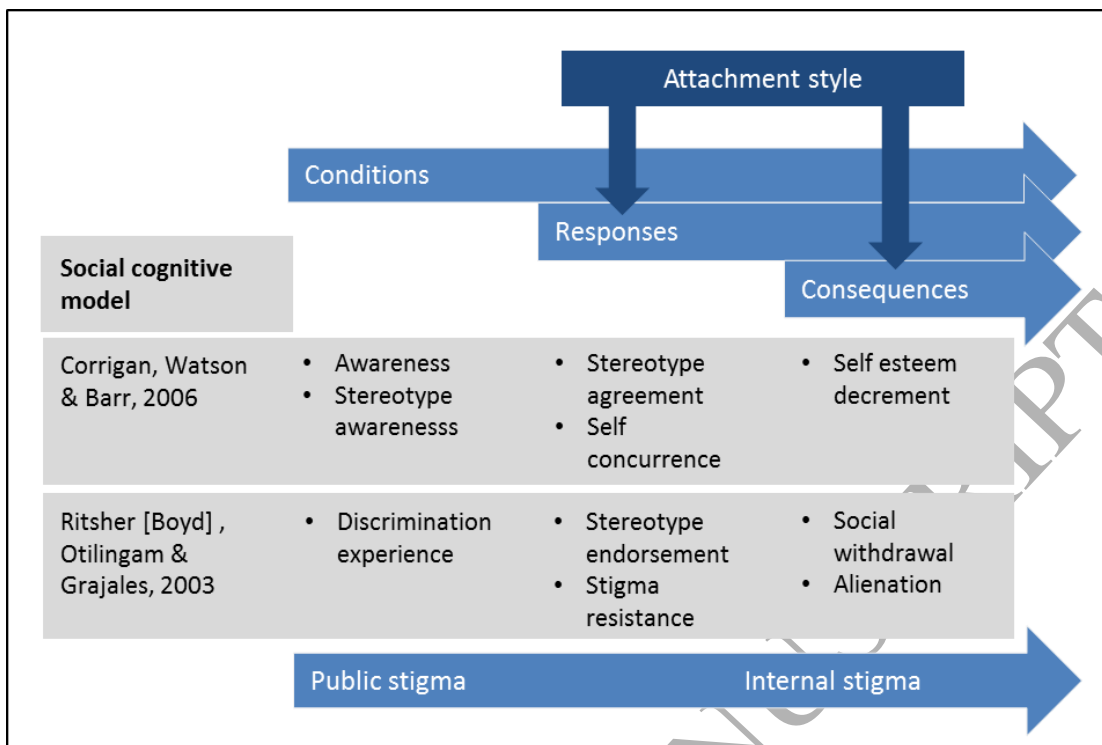 Attachment style
Conditions
Responses
Consequences
Social cognitive
model
Corrigan, Watson
& Barr, 2006
• Awareness
• Stereotype
awarenesss
• Stereotype
agreement
• Self
concurrence
• Self esteem
decrement
Ritsher [Boyd] ,
Otilingam &
Grajales, 2003
• Discrimination
experience
• Stereotype
endorsement
• Stigma
resistance
• Social
withdrawal
• Alienation
Public stigma
Internal stigma